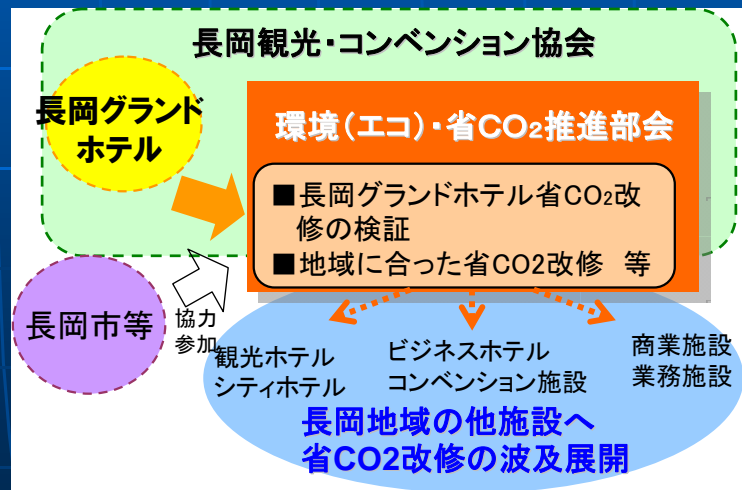 長岡観光・コンベンション協会
長岡グランド
ホテル
環境(エコ)・省CO₂推進部会
■長岡グランドホテル省CO₂改
修の検証
■地域に合った省CO2改修 等
長岡市等
協力
参加
観光ホテル
シティホテル
ビジネスホテル
コンベンション施設
商業施設
業務施設
長岡地域の他施設へ
省CO2改修の波及展開